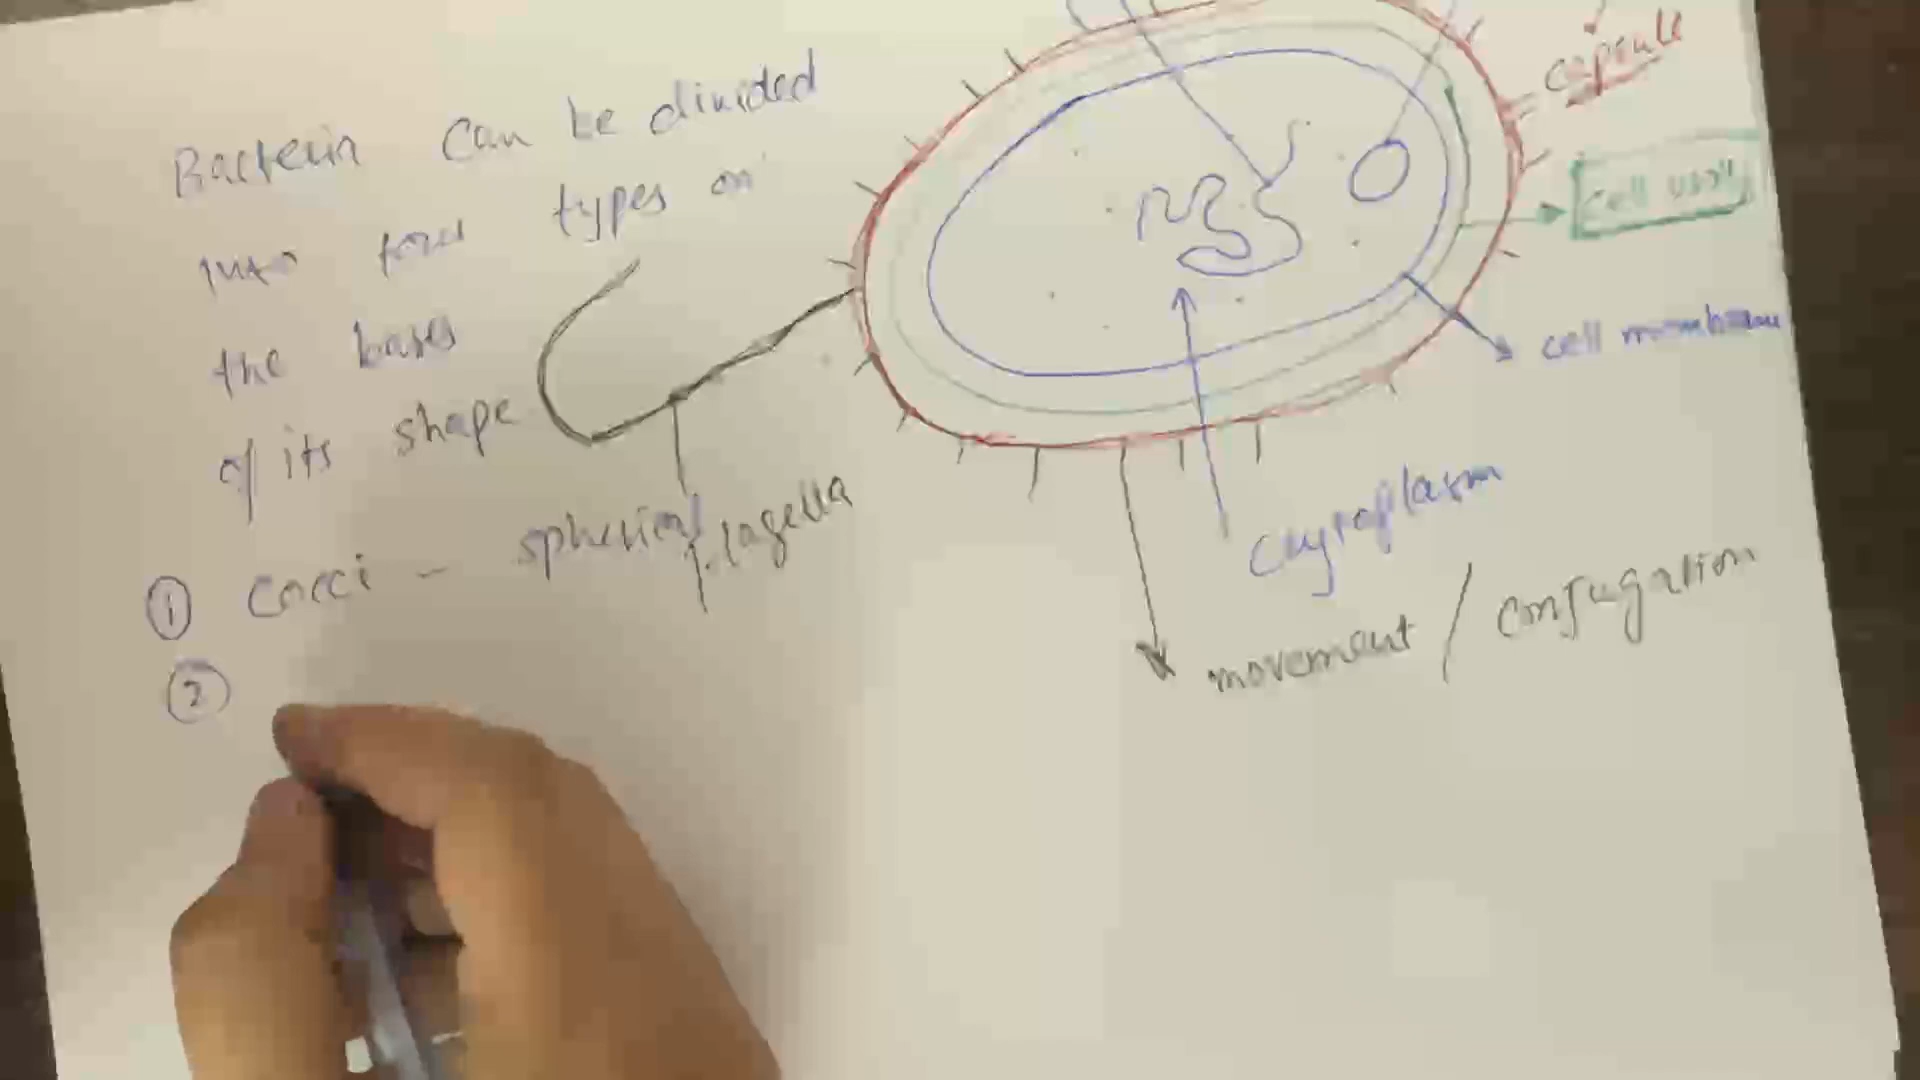 Bacteria can be divided
into four types on
the bases
of its shape
① Cocci - spherical
②
flagella
capsule
cell wall
cell membrane
Cytoplasm
movement / conjugation